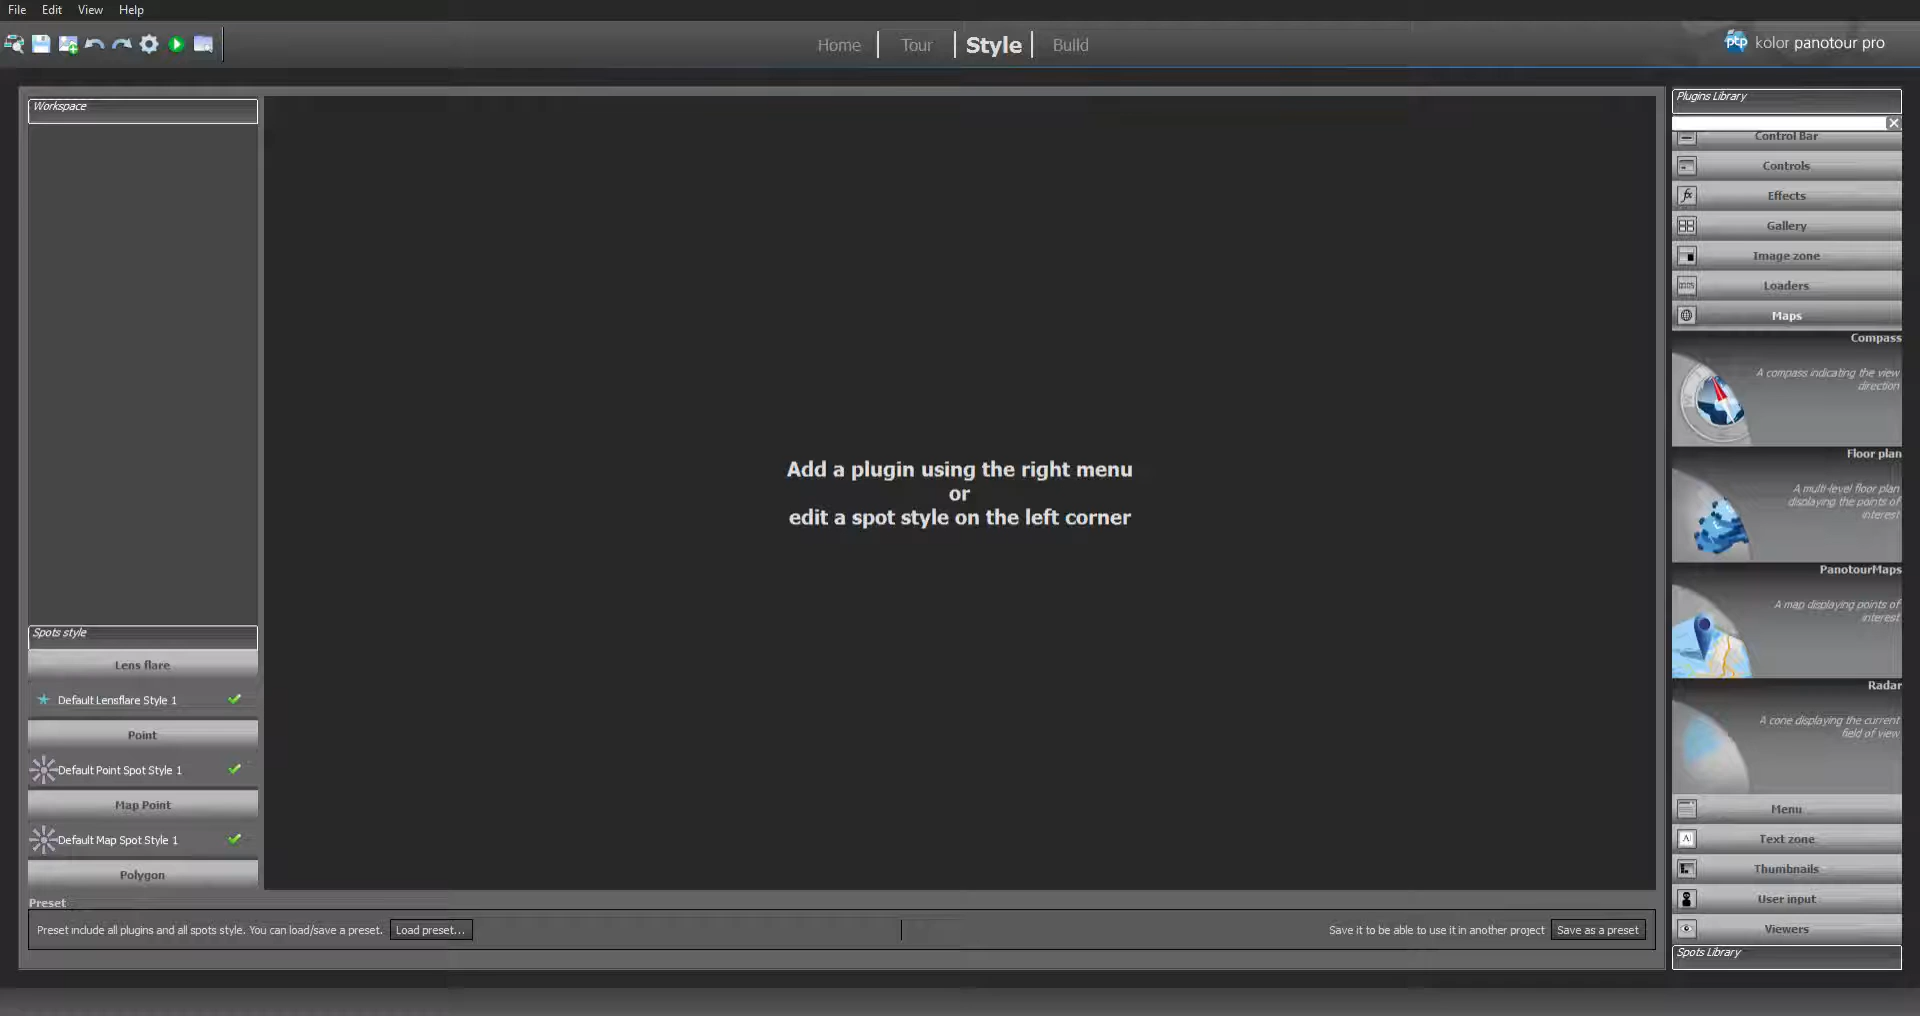 File Edit View Help
Home Tour Style Build
ptp kolor panotour pro
Workspace
Add a plugin using the right menu
or
edit a spot style on the left corner
Spots style
Lens flare
Default Lensflare Style 1
Point
Default Point Spot Style 1
Map Point
Default Map Spot Style 1
Polygon
Preset
Preset include all plugins and all spots style. You can load/save a preset. Load preset...
Save it to be able to use it in another project Save as a preset
Plugins Library
Control Bar
Controls
Effects
Gallery
Image zone
Loaders
Maps
Compass
A compass indicating the view
direction
Floor plan
A multi-level floor plan
displaying the points of
interest
PanotourMaps
A map displaying points of
interest
Radar
A cone displaying the current
field of view
Menu
Text zone
Thumbnails
User input
Viewers
Spots Library